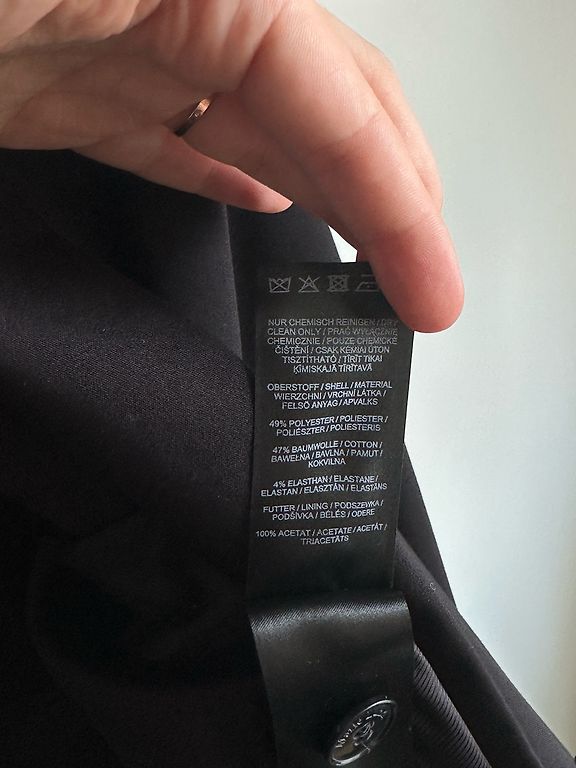 NUR CHEMISCH REINIGEN / DRY
CLEAN ONLY / PRAĆ WYŁĄCZNIE
CHEMICZNIE / POUZE CHEMICKÉ
ČIŠTĚNÍ / CSAK KÉMIAI ÚTON
TISZTÍTHATÓ / TĪRĪT TIKAI
ĶĪMISKAJĀ TĪRĪTAVĀ
OBERSTOFF / SHELL / MATERIAŁ
WIERZCHNI / VRCHNÍ LÁTKA /
FELSŐ ANYAG / APVALKS
49% POLYESTER / POLIESTER /
POLIÉSZTER / POLIESTERIS
47% BAUMWOLLE / COTTON /
BAWEŁNA / BAVLNA / PAMUT /
KOKVILNA
4% ELASTHAN / ELASTANE /
ELASTAN / ELASZTÁN / ELASTĀNS
FUTTER / LINING / PODSZEWKA /
PODŠÍVKA / BÉLÉS / ODERE
100% ACETAT / ACETATE / ACETÁT /
TRIACETĀTS